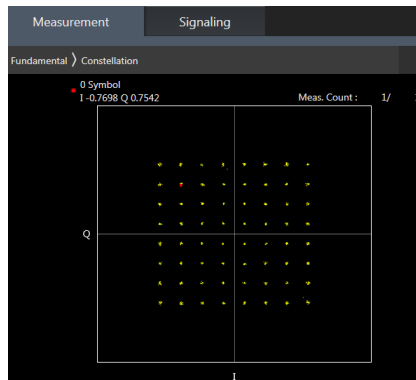 Measurement Signaling
Fundamental 〉 Constellation
0 Symbol
I -0.7698 Q 0.7542 Meas. Count : 1/
Q
I